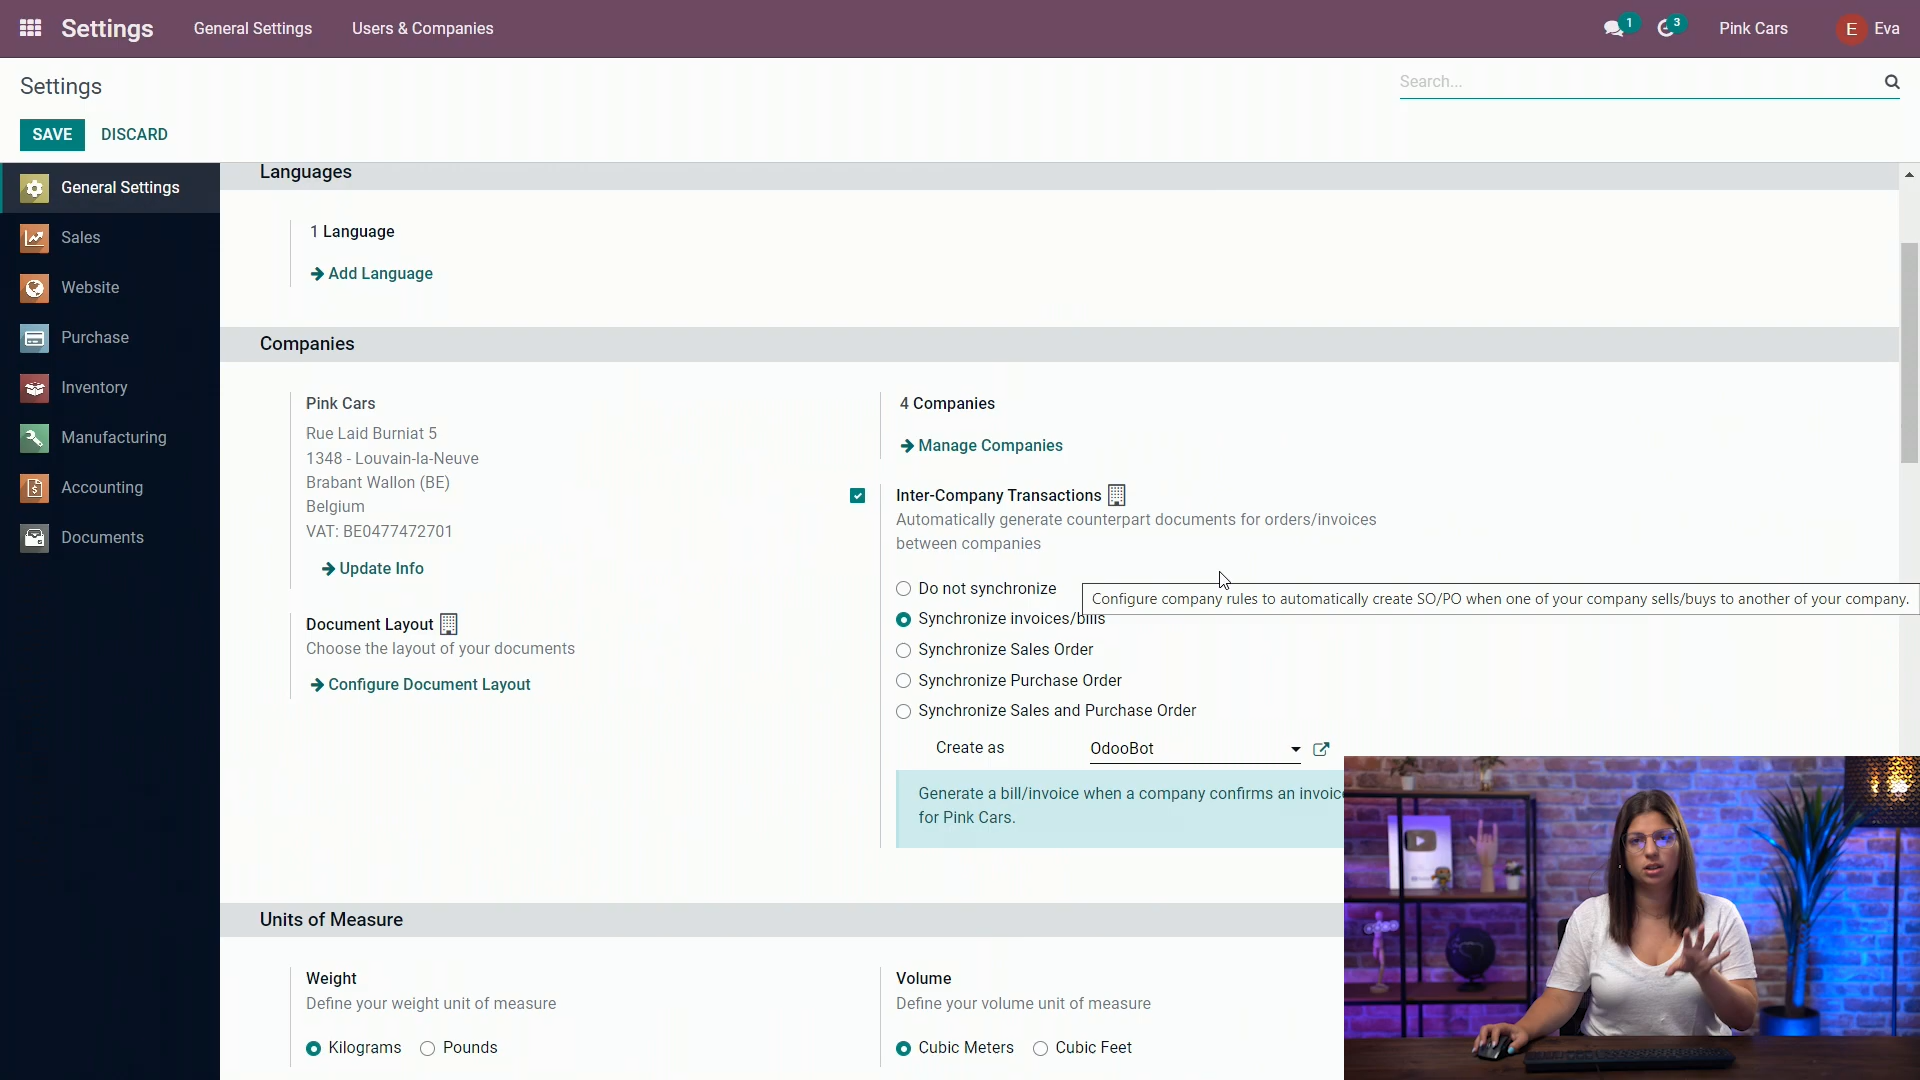 Settings
General Settings
Users & Companies
1
3
Pink Cars
E
Eva
Settings
Search...
SAVE
DISCARD
General Settings
Sales
Website
Purchase
Inventory
Manufacturing
Accounting
Documents
Languages
1 Language
Add Language
Companies
Pink Cars
Rue Laid Burniat 5
1348 - Louvain-la-Neuve
Brabant Wallon (BE)
Belgium
VAT: BE0477472701
Update Info
Document Layout
Choose the layout of your documents
Configure Document Layout
4 Companies
Manage Companies
Inter-Company Transactions
Automatically generate counterpart documents for orders/invoices
between companies
Do not synchronize
Configure company rules to automatically create SO/PO when one of your company sells/buys to another of your company.
Synchronize invoices/bills
Synchronize Sales Order
Synchronize Purchase Order
Synchronize Sales and Purchase Order
Create as
OdooBot
Generate a bill/invoice when a company confirms an invoic
for Pink Cars.
Units of Measure
Weight
Define your weight unit of measure
Kilograms
Pounds
Volume
Define your volume unit of measure
Cubic Meters
Cubic Feet